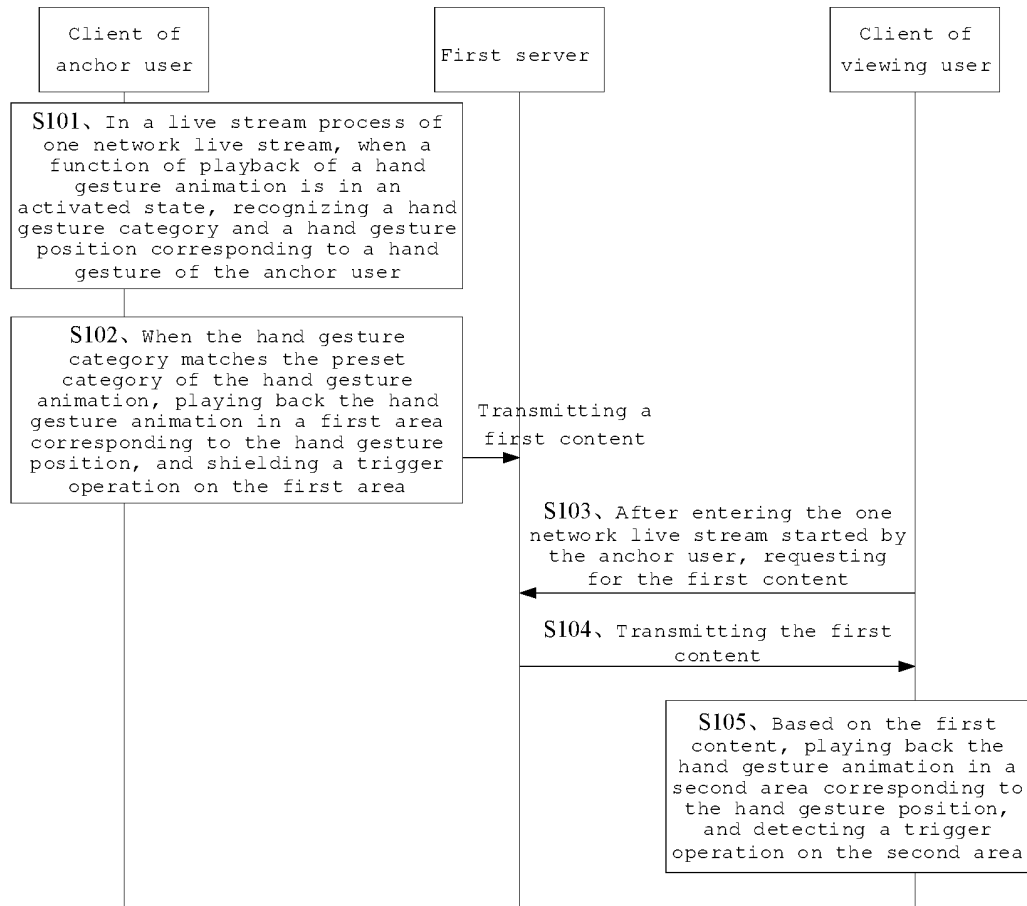 Client of
anchor user
First server
Client of
viewing user
S101、In a live stream process of
one network live stream, when a
function of playback of a hand
gesture animation is in an
activated state, recognizing a hand
gesture category and a hand gesture
position corresponding to a hand
gesture of the anchor user
S102、When the hand gesture
category matches the preset
category of the hand gesture
animation, playing back the hand
gesture animation in a first area
corresponding to the hand gesture
position, and shielding a trigger
operation on the first area
Transmitting a
first content
S103、After entering the one
network live stream started by
the anchor user, requesting
for the first content
S104、Transmitting the first
content
S105、Based on the first
content, playing back the
hand gesture animation in a
second area corresponding to
the hand gesture position,
and detecting a trigger
operation on the second area